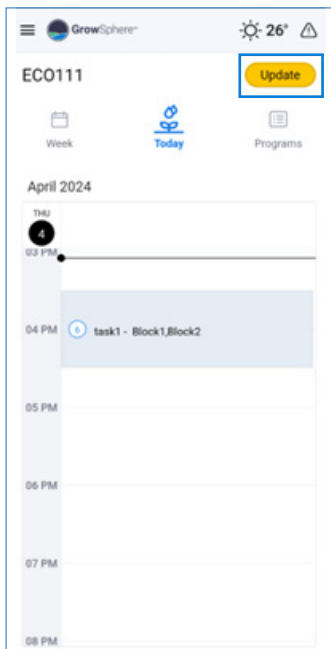 GrowSphere™ 26°
ECO111 Update
Week Today Programs
April 2024
THU
4
03 PM
04 PM 6 task1 - Block1,Block2
05 PM
06 PM
07 PM
08 PM